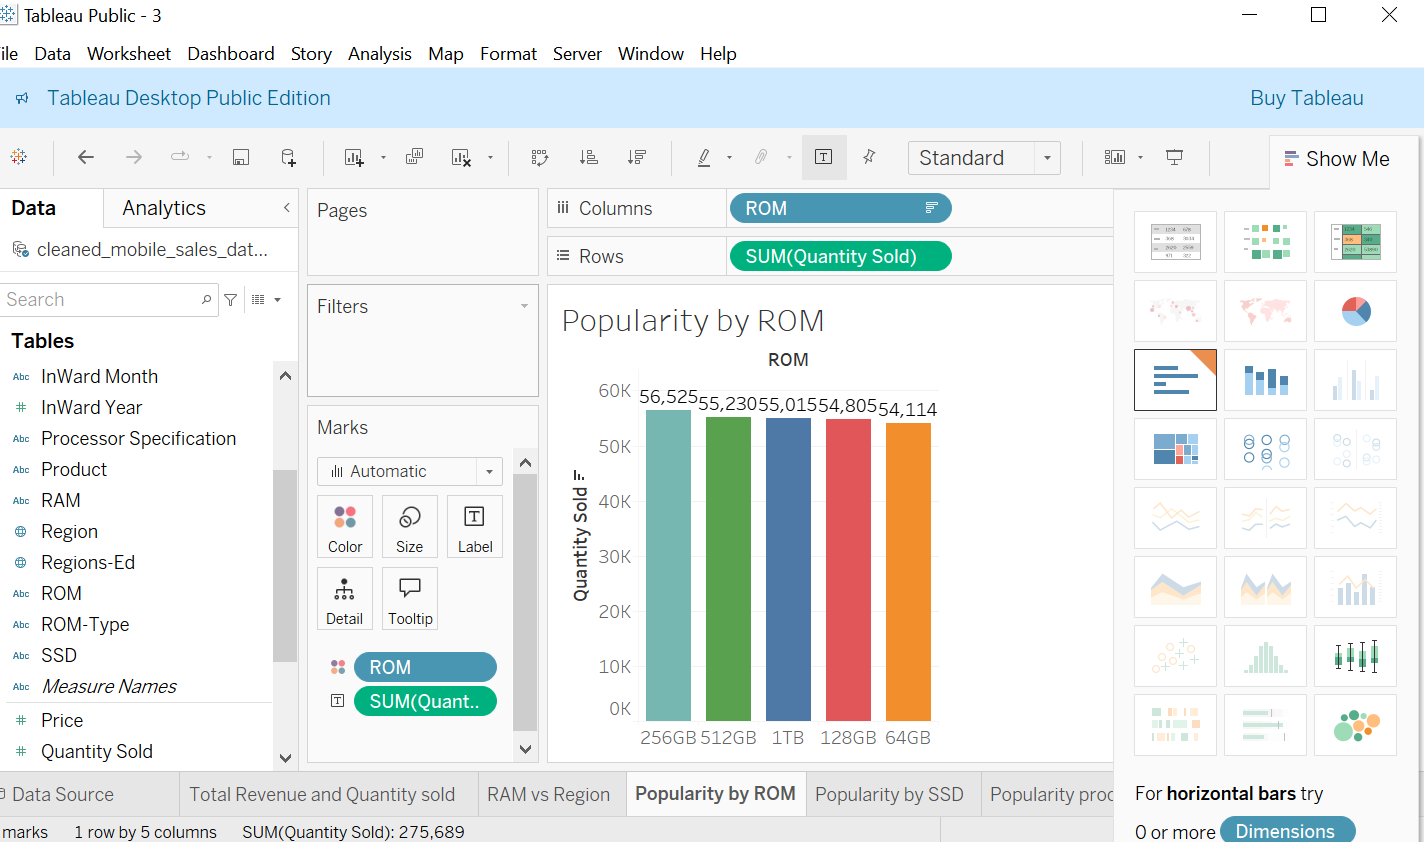 Tableau Public - 3
ile Data Worksheet Dashboard Story Analysis Map Format Server Window Help
Tableau Desktop Public Edition
Buy Tableau
Standard
Show Me
Data
Analytics
cleaned_mobile_sales_dat...
Search
Tables
Abc InWard Month
# InWard Year
Abc Processor Specification
Abc Product
Abc RAM
Region
Regions-Ed
Abc ROM
Abc ROM-Type
Abc SSD
Abc Measure Names
# Price
# Quantity Sold
Pages
Filters
Marks
Automatic
Color
Size
T
Label
Detail
Tooltip
ROM
T SUM(Quant..
Columns
ROM
Rows
SUM(Quantity Sold)
Popularity by ROM
ROM
Quantity Sold
60K
50K
40K
30K
20K
10K
0K
56,525
55,230
55,015
54,805
54,114
256GB 512GB 1TB 128GB 64GB
For horizontal bars try
0 or more Dimensions
Data Source
Total Revenue and Quantity sold
RAM vs Region
Popularity by ROM
Popularity by SSD
Popularity proc
marks
1 row by 5 columns
SUM(Quantity Sold): 275,689